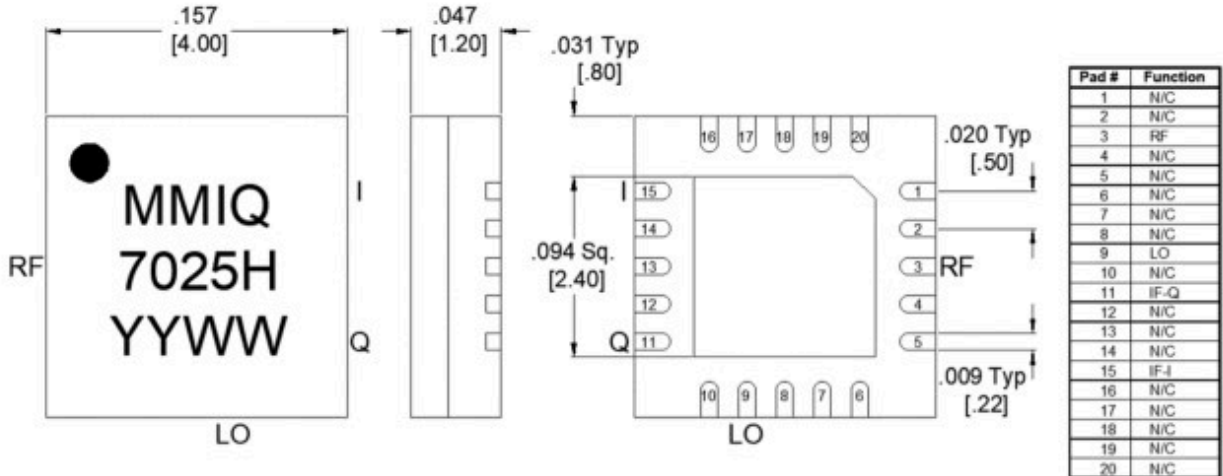 .157
[4.00]
.047
[1.20]
.031 Typ
[.80]
MMIQ
7025H
YYWW
RF
I
Q
LO
16 17 18 19 20
.020 Typ
[.50]
I
15
14
13
12
11
Q
.094 Sq.
[2.40]
1
2
3
4
5
RF
.009 Typ
[.22]
10 9 8 7 6
LO
Pad # Function
1 N/C
2 N/C
3 RF
4 N/C
5 N/C
6 N/C
7 N/C
8 N/C
9 LO
10 N/C
11 IF-Q
12 N/C
13 N/C
14 N/C
15 IF-I
16 N/C
17 N/C
18 N/C
19 N/C
20 N/C